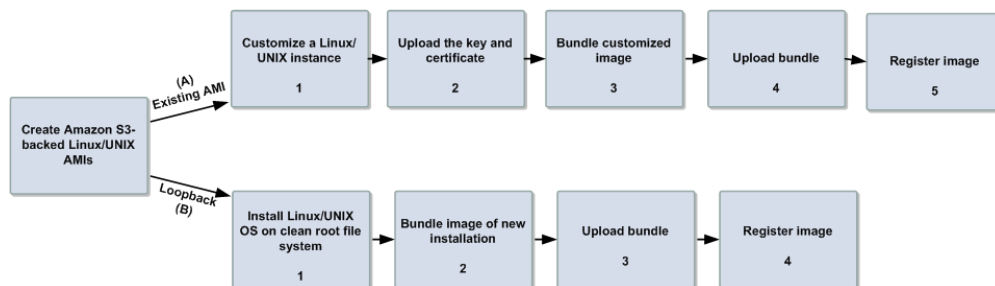 Create Amazon S3-
backed Linux/UNIX
AMIs
(A)
Existing AMI
Customize a Linux/
UNIX instance
1
Upload the key and
certificate
2
Bundle customized
image
3
Upload bundle
4
Register image
5
Loopback
(B)
Install Linux/UNIX
OS on clean root file
system
1
Bundle image of new
installation
2
Upload bundle
3
Register image
4